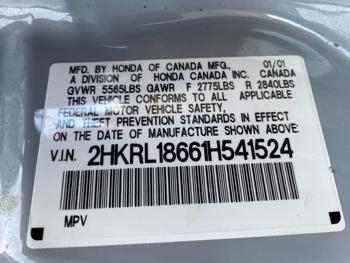 MFD. BY HONDA OF CANADA MFG., 01/01
A DIVISION OF HONDA CANADA INC. CANADA
GVWR 5565LBS GAWR F 2775LBS R 2840LBS
THIS VEHICLE CONFORMS TO ALL APPLICABLE
FEDERAL MOTOR VEHICLE SAFETY,
AND THEFT PREVENTION STANDARDS IN EFFECT
ON THE DATE OF MANUFACTURE SHOWN ABOVE:
V.I.N. 2HKRL18661H541524
MPV